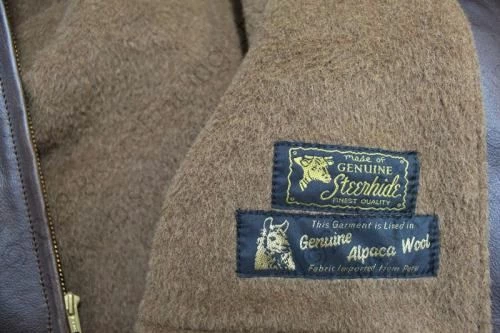 Made of
GENUINE
Steerhide
FINEST QUALITY
This Garment is Lined in
Genuine
Alpaca Wool
Fabric Imported from Peru